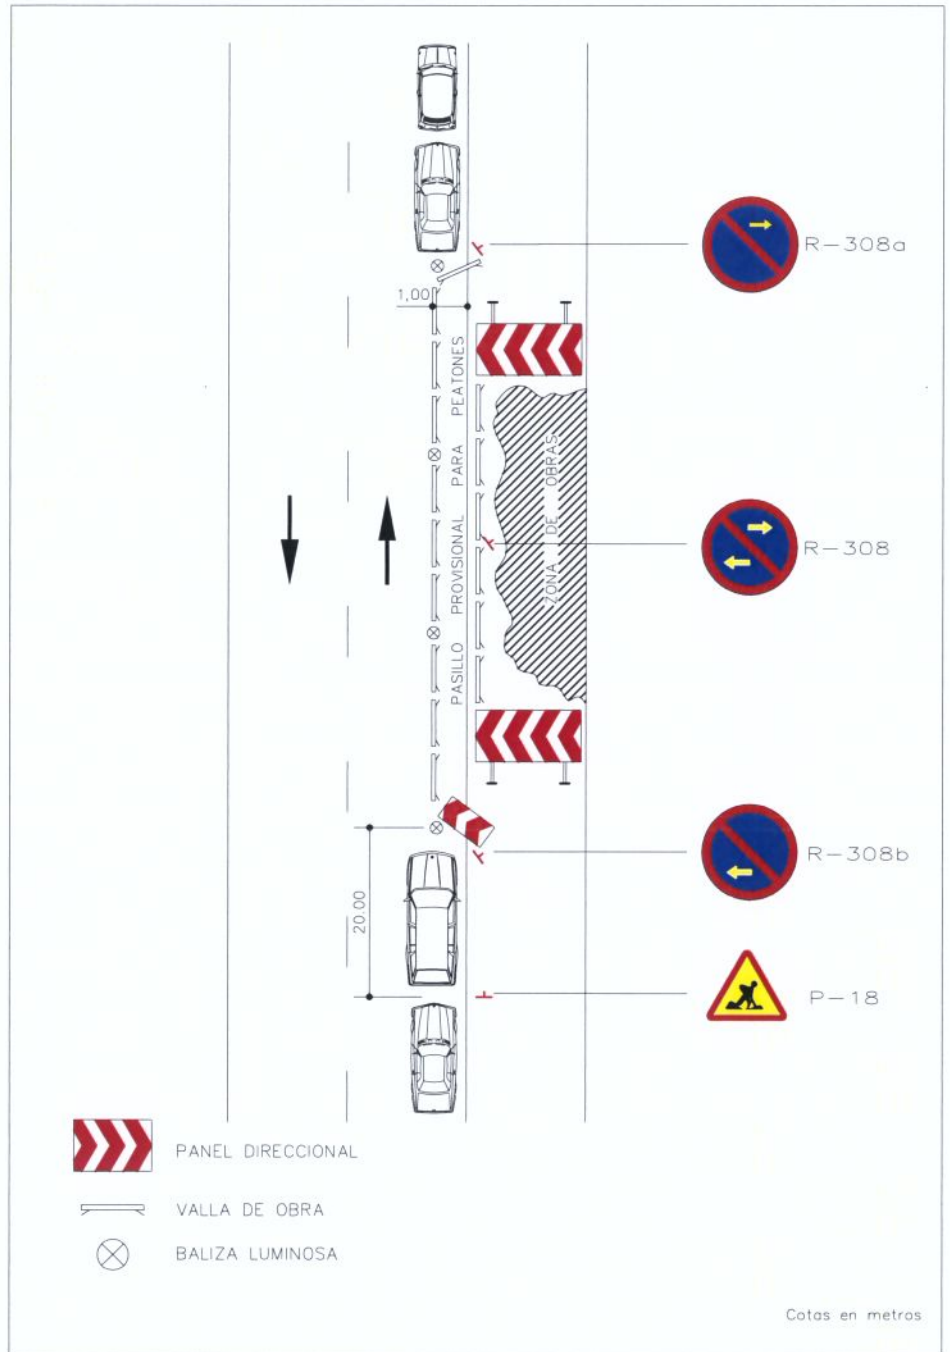 R-308a
1,00
PASILLO PROVISIONAL PARA PEATONES
ZONA DE OBRAS
R-308
R-308b
20.00
P-18
PANEL DIRECCIONAL
VALLA DE OBRA
BALIZA LUMINOSA
Cotas en metros